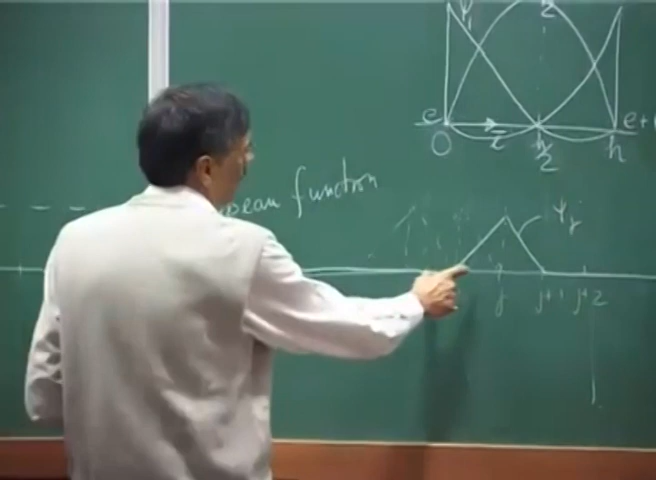 ψ₁ 2
e e+1
0 x̄ h/2 h
function
ψⱼ
j j+1 j+2